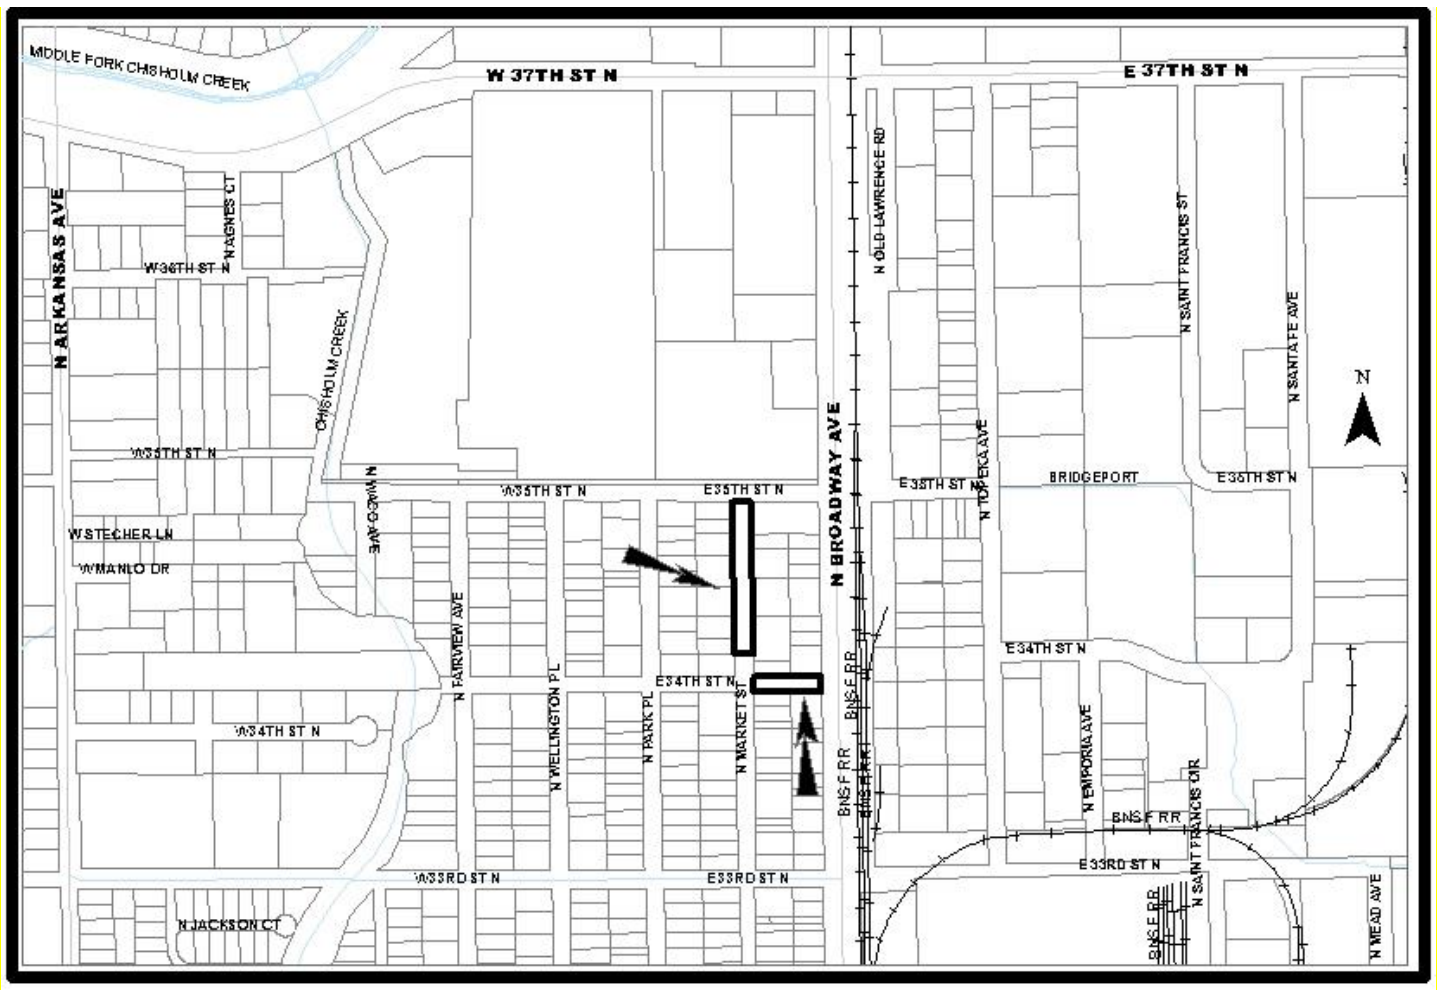 MIDDLE FORK CHISHOLM CREEK
W 37TH ST N
E 37TH ST N
N OLD LAWRENCE RD
N AGNES CT
N ARKANSAS AVE
N SAINT FRANCIS ST
W 36TH ST N
N SANTA FE AVE
CHISHOLM CREEK
N
N BROADWAY AVE
N TOPEKA AVE
W 35TH ST N
N WACO AVE
W 35TH ST N
E 35TH ST N
E 35TH ST N
BRIDGEPORT
E 35TH ST N
W STECHER LN
W MANLO DR
N FAIRVIEW AVE
E 34TH ST N
BNSF RR
E 34TH ST N
N WELLINGTON PL
N PARK PL
N MARKET ST
W 34TH ST N
N EMPORIA AVE
BNSF RR
BNSF RR
N SAINT FRANCIS CIR
BNSF RR
W 33RD ST N
E 33RD ST N
E 33RD ST N
N JACKSON CT
BNSF RR
N MEAD AVE